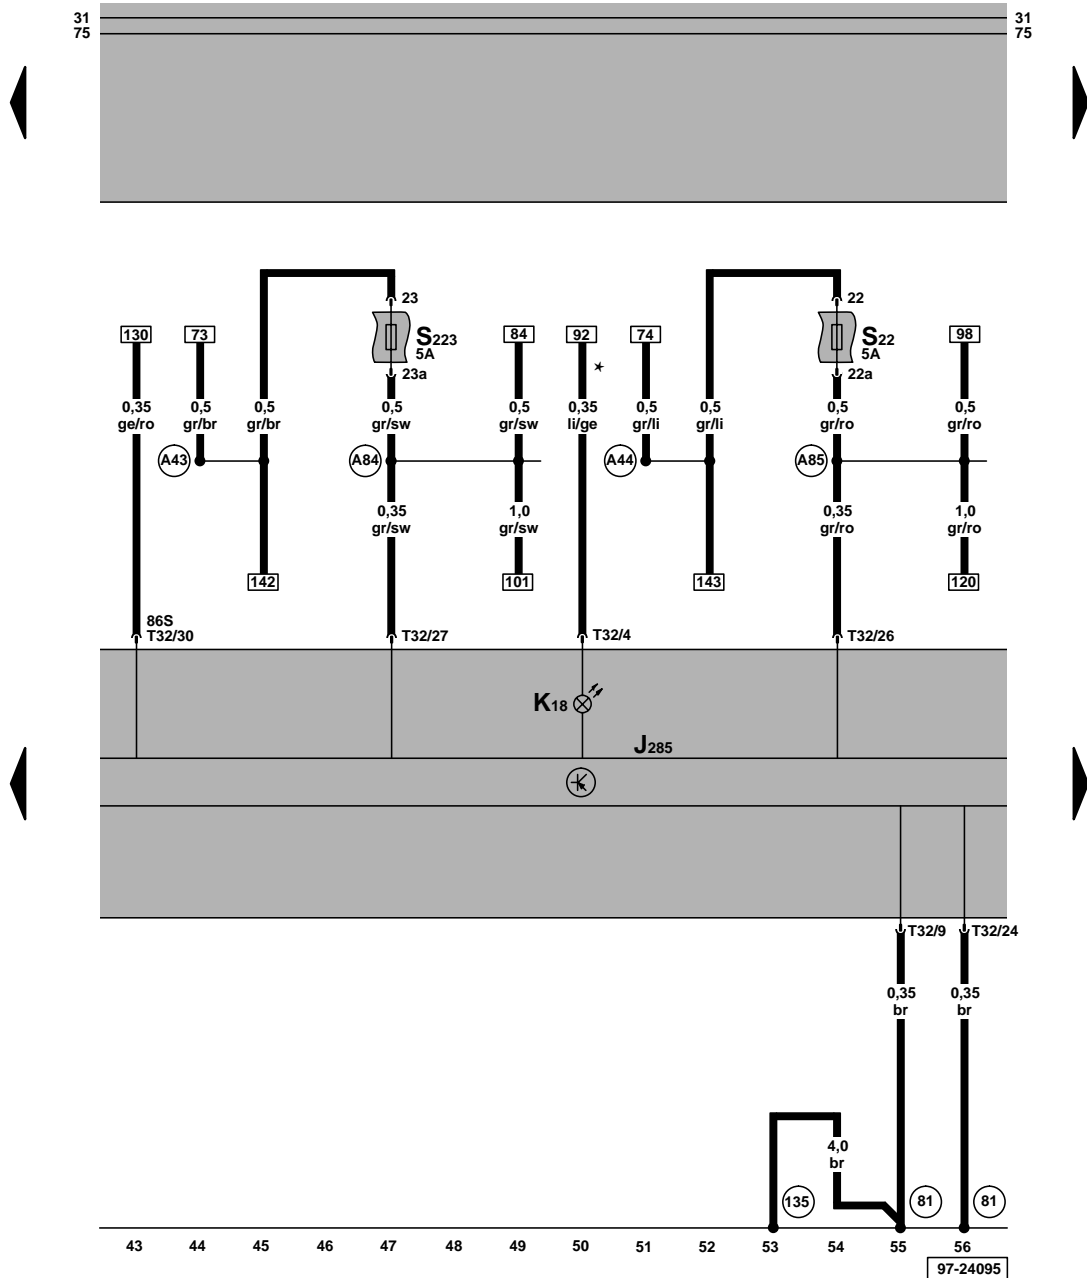 31 31
75 75
23 22
130 73 S223 84 92 74 S22 98
5A 5A
23a 22a
0,35 0,5 0,5 0,5 0,5 0,35 0,5 0,5 0,5 0,5
ge/ro gr/br gr/br gr/sw gr/sw li/ge gr/li gr/li gr/ro gr/ro
A43 A84 A44 A85
0,35 1,0 0,35 1,0
gr/sw gr/sw gr/ro gr/ro
142 101 143 120
86S
T32/30 T32/27 T32/4 T32/26
K18
J285
T32/9 T32/24
0,35 0,35
br br
4,0
br
135 81 81
43 44 45 46 47 48 49 50 51 52 53 54 55 56
97-24095